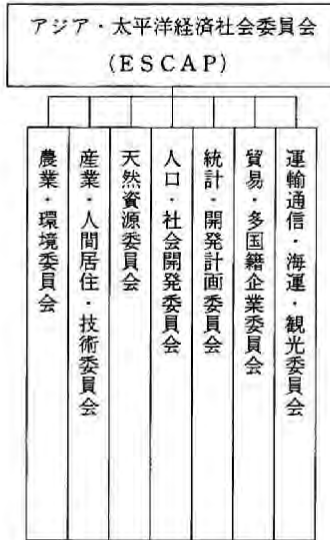 アジア・太平洋経済社会委員会
(ESCAP)
運輸通信・海運・観光委員会
貿易・多国籍企業委員会
統計・開発計画委員会
人口・社会開発委員会
天然資源委員会
産業・人間居住・技術委員会
農業・環境委員会